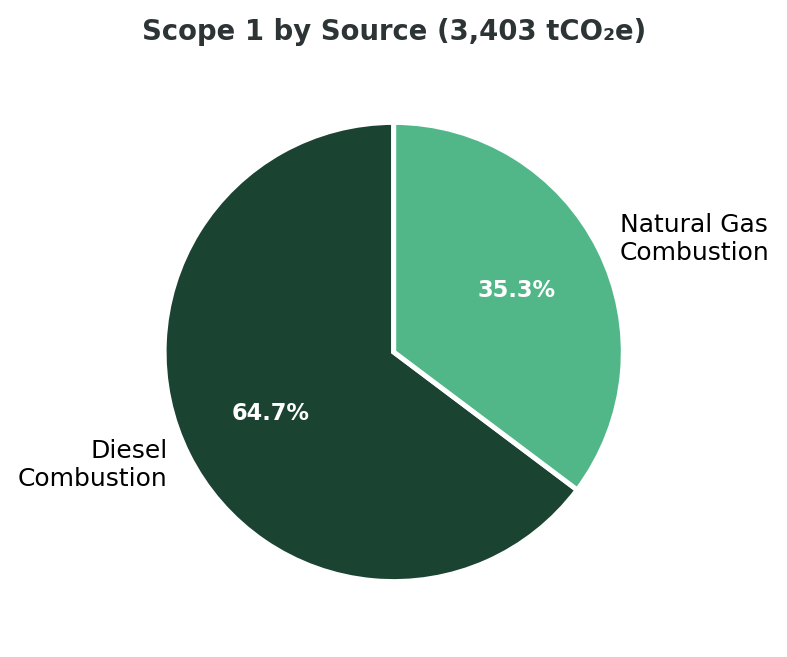 Scope 1 by Source (3,403 tCO₂e)
Natural Gas
Combustion
35.3%
64.7%
Diesel
Combustion